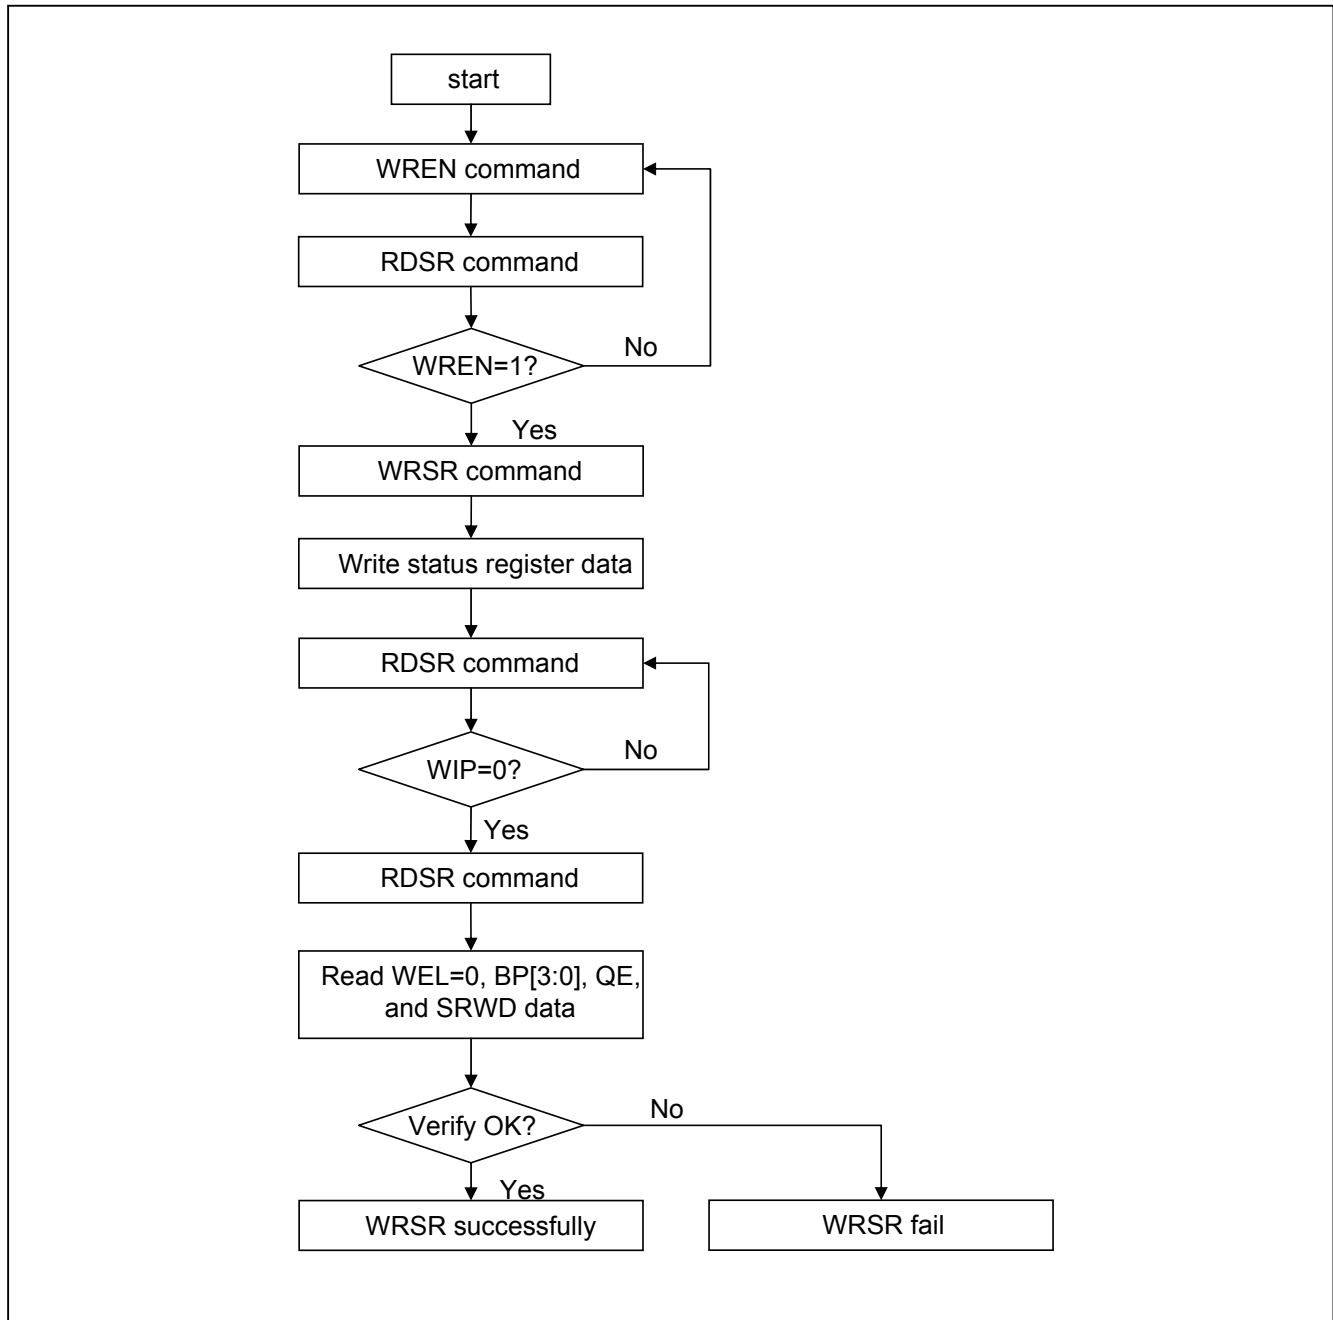 start
WREN command
RDSR command
WREN=1?
No
Yes
WRSR command
Write status register data
RDSR command
WIP=0?
No
Yes
RDSR command
Read WEL=0, BP[3:0], QE,
and SRWD data
Verify OK?
No
Yes
WRSR successfully
WRSR fail